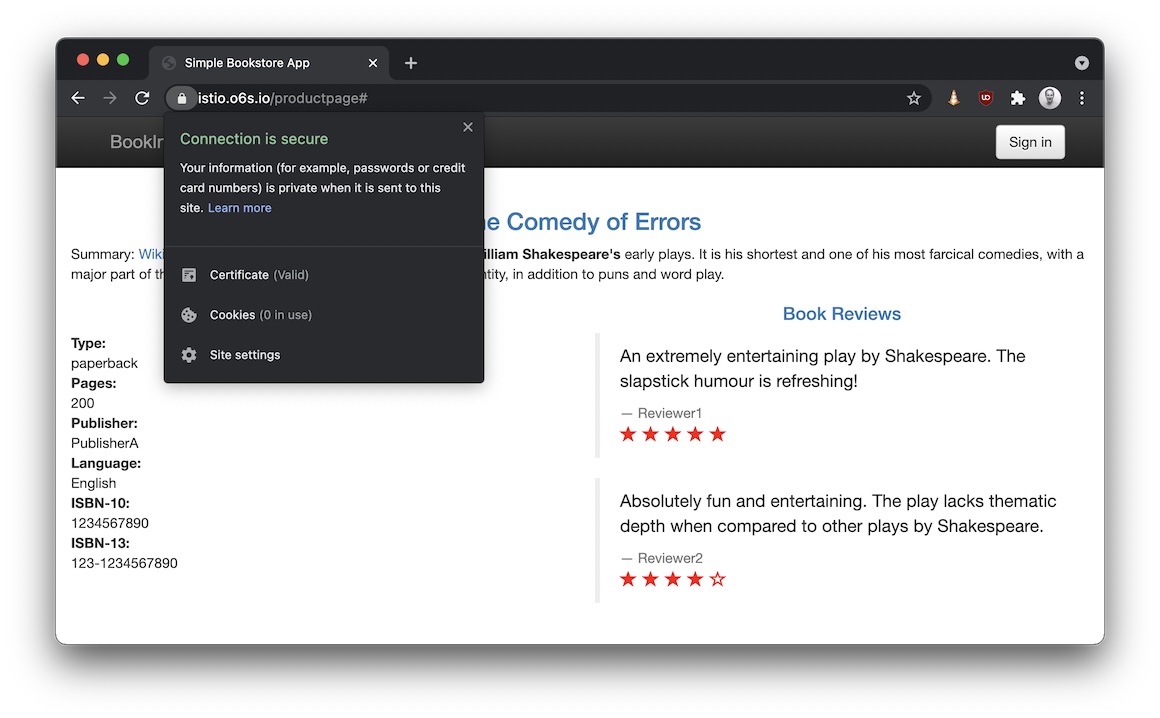 Simple Bookstore App
istio.o6s.io/productpage#
BookIn
Sign in
Connection is secure
Your information (for example, passwords or credit
card numbers) is private when it is sent to this
site. Learn more
Certificate (Valid)
Cookies (0 in use)
Site settings
e Comedy of Errors
Summary: Wiki illiam Shakespeare's early plays. It is his shortest and one of his most farcical comedies, with a
major part of th ntity, in addition to puns and word play.
Type:
paperback
Pages:
200
Publisher:
PublisherA
Language:
English
ISBN-10:
1234567890
ISBN-13:
123-1234567890
Book Reviews
An extremely entertaining play by Shakespeare. The
slapstick humour is refreshing!
— Reviewer1
Absolutely fun and entertaining. The play lacks thematic
depth when compared to other plays by Shakespeare.
— Reviewer2